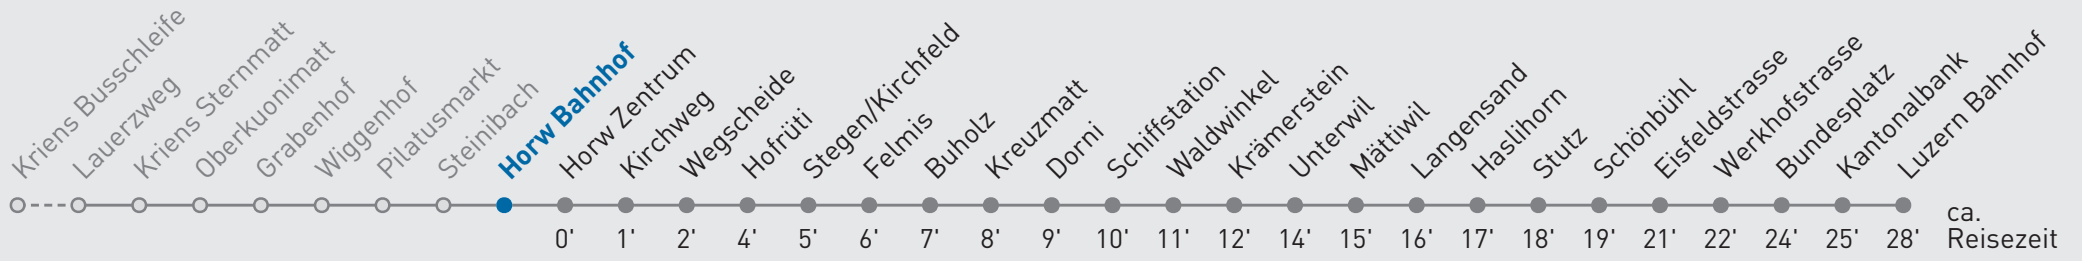 Kriens Busschleife
Lauerzweg
Kriens Sternmatt
Oberkuonimatt
Grabenhof
Wiggenhof
Pilatusmarkt
Steinibach
Horw Bahnhof
Horw Zentrum
Kirchweg
Wegscheide
Hofrüti
Stegen/Kirchfeld
Felmis
Buholz
Kreuzmatt
Dorni
Schiffstation
Waldwinkel
Krämerstein
Unterwil
Mättiwil
Langensand
Haslihorn
Stutz
Schönbühl
Eisfeldstrasse
Werkhofstrasse
Bundesplatz
Kantonalbank
Luzern Bahnhof
0' 1' 2' 4' 5' 6' 7' 8' 9' 10' 11' 12' 14' 15' 16' 17' 18' 19' 21' 22' 24' 25' 28'
ca.
Reisezeit